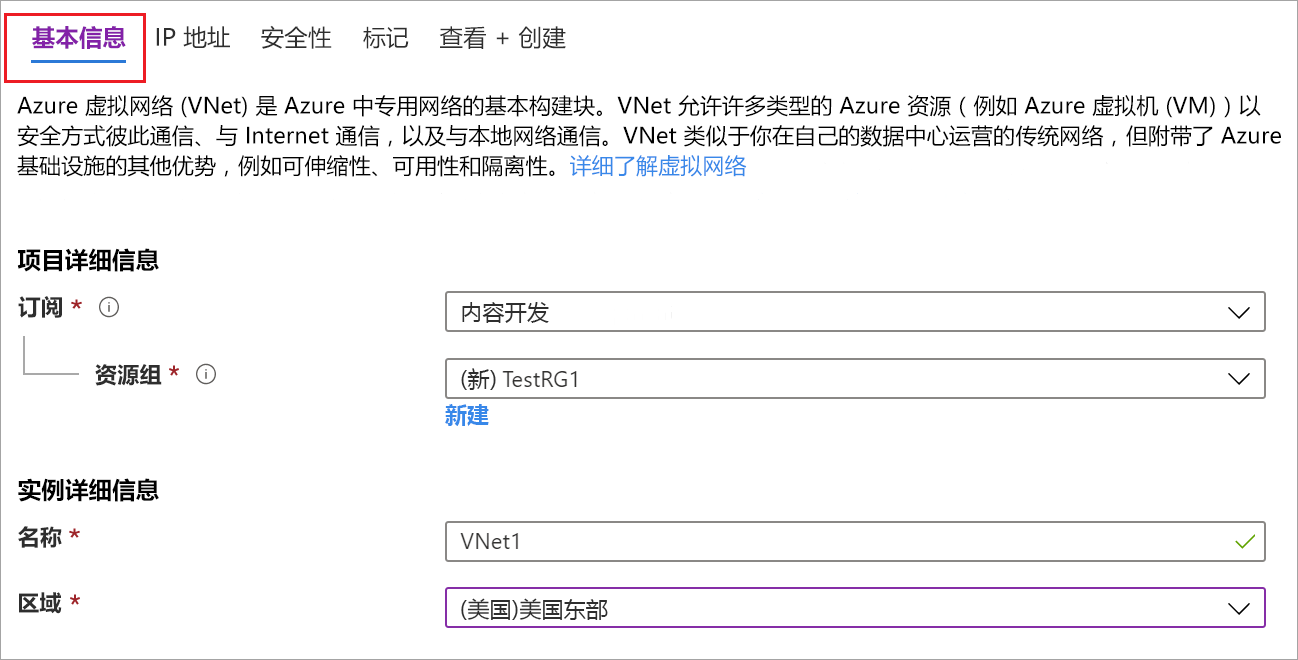 基本信息 IP 地址 安全性 标记 查看 + 创建
Azure 虚拟网络 (VNet) 是 Azure 中专用网络的基本构建块。VNet 允许许多类型的 Azure 资源 ( 例如 Azure 虚拟机 (VM) ) 以
安全方式彼此通信、与 Internet 通信，以及与本地网络通信。VNet 类似于你在自己的数据中心运营的传统网络，但附带了 Azure
基础设施的其他优势，例如可伸缩性、可用性和隔离性。详细了解虚拟网络
项目详细信息
订阅 * 内容开发
资源组 * (新) TestRG1
新建
实例详细信息
名称 * VNet1
区域 * (美国)美国东部